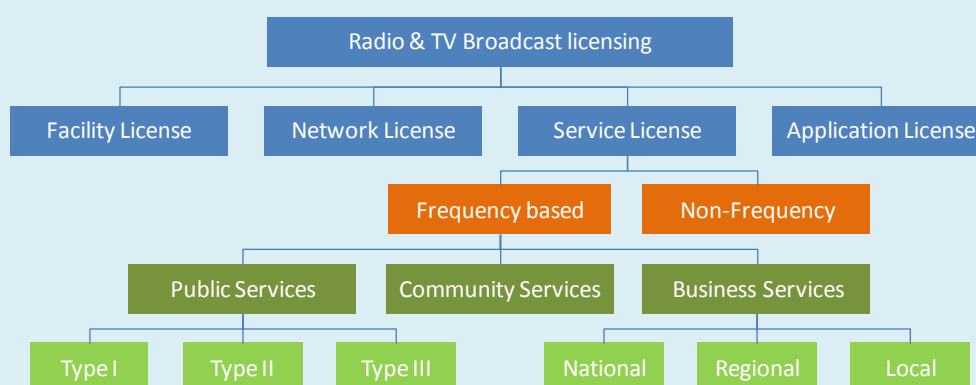 Radio & TV Broadcast licensing
Facility License
Network License
Service License
Application License
Frequency based
Non-Frequency
Public Services
Community Services
Business Services
Type I
Type II
Type III
National
Regional
Local